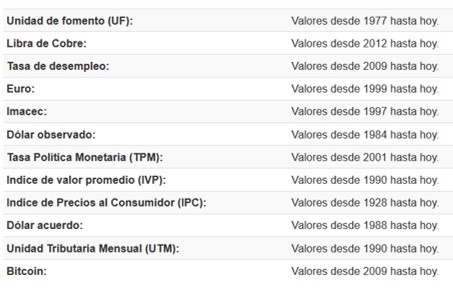 Unidad de fomento (UF): Valores desde 1977 hasta hoy.
Libra de Cobre: Valores desde 2012 hasta hoy.
Tasa de desempleo: Valores desde 2009 hasta hoy.
Euro: Valores desde 1999 hasta hoy.
Imacec: Valores desde 1997 hasta hoy.
Dólar observado: Valores desde 1984 hasta hoy.
Tasa Politica Monetaria (TPM): Valores desde 2001 hasta hoy.
Indice de valor promedio (IVP): Valores desde 1990 hasta hoy.
Indice de Precios al Consumidor (IPC): Valores desde 1928 hasta hoy.
Dólar acuerdo: Valores desde 1988 hasta hoy.
Unidad Tributaria Mensual (UTM): Valores desde 1990 hasta hoy.
Bitcoin: Valores desde 2009 hasta hoy.